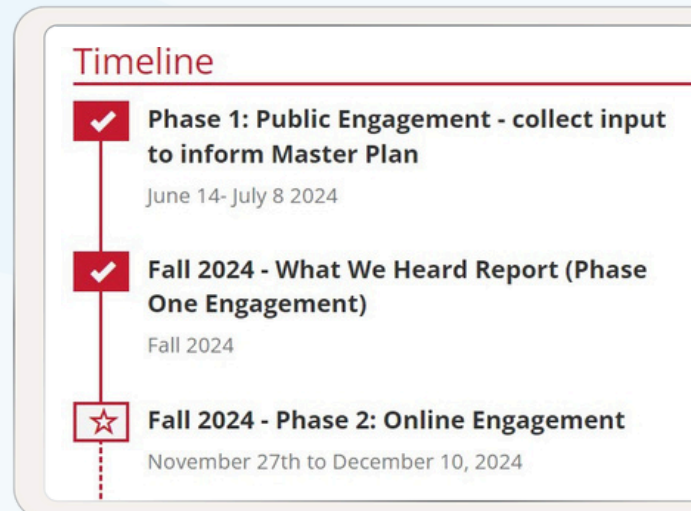 Timeline
Phase 1: Public Engagement - collect input
to inform Master Plan
June 14- July 8 2024
Fall 2024 - What We Heard Report (Phase
One Engagement)
Fall 2024
Fall 2024 - Phase 2: Online Engagement
November 27th to December 10, 2024